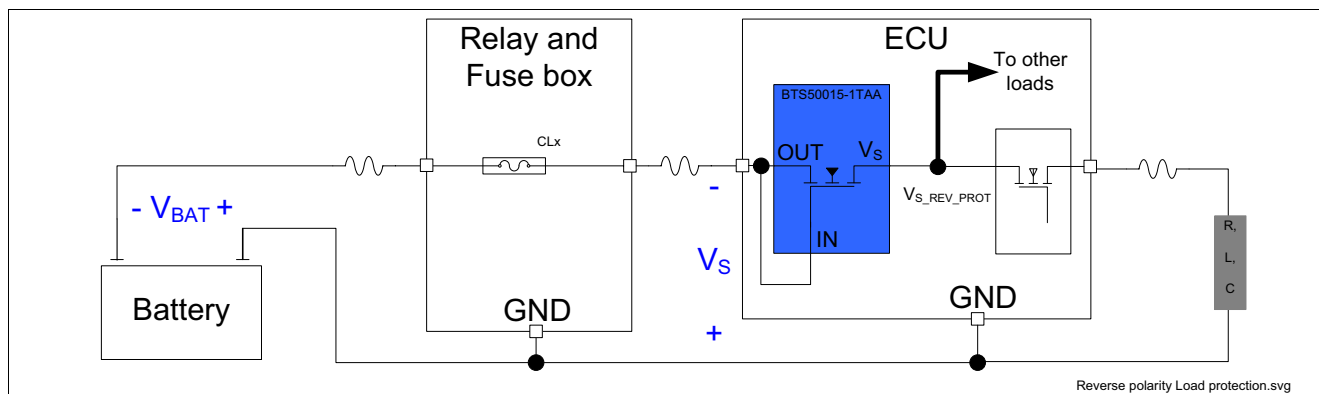 Relay and
Fuse box
CLx
GND
ECU
To other
loads
BTS50015-1TAA
OUT
VS
IN
VS_REV_PROT
GND
- VBAT +
Battery
-
VS
+
R,
L,
C
Reverse polarity Load protection.svg